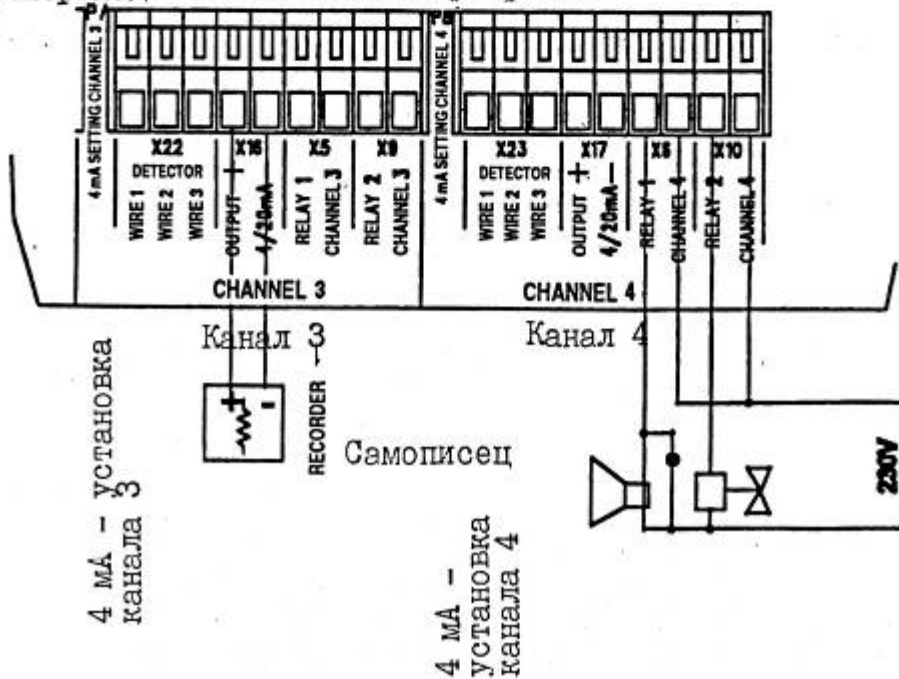 4 mA SETTING CHANNEL 3
4 mA SETTING CHANNEL 4
X22
X16
X5
X9
X23
X17
X6
X10
DETECTOR
WIRE 1
WIRE 2
WIRE 3
OUTPUT +
4/20mA
RELAY 1
CHANNEL 3
RELAY 2
CHANNEL 3
DETECTOR
WIRE 1
WIRE 2
WIRE 3
OUTPUT +
4/20mA -
RELAY 1
CHANNEL 4
RELAY 2
CHANNEL 4
CHANNEL 3
CHANNEL 4
Канал 3
Канал 4
+ -
RECORDER
Самописец
4 мА - установка
канала 3
4 мА -
установка
канала 4
230V